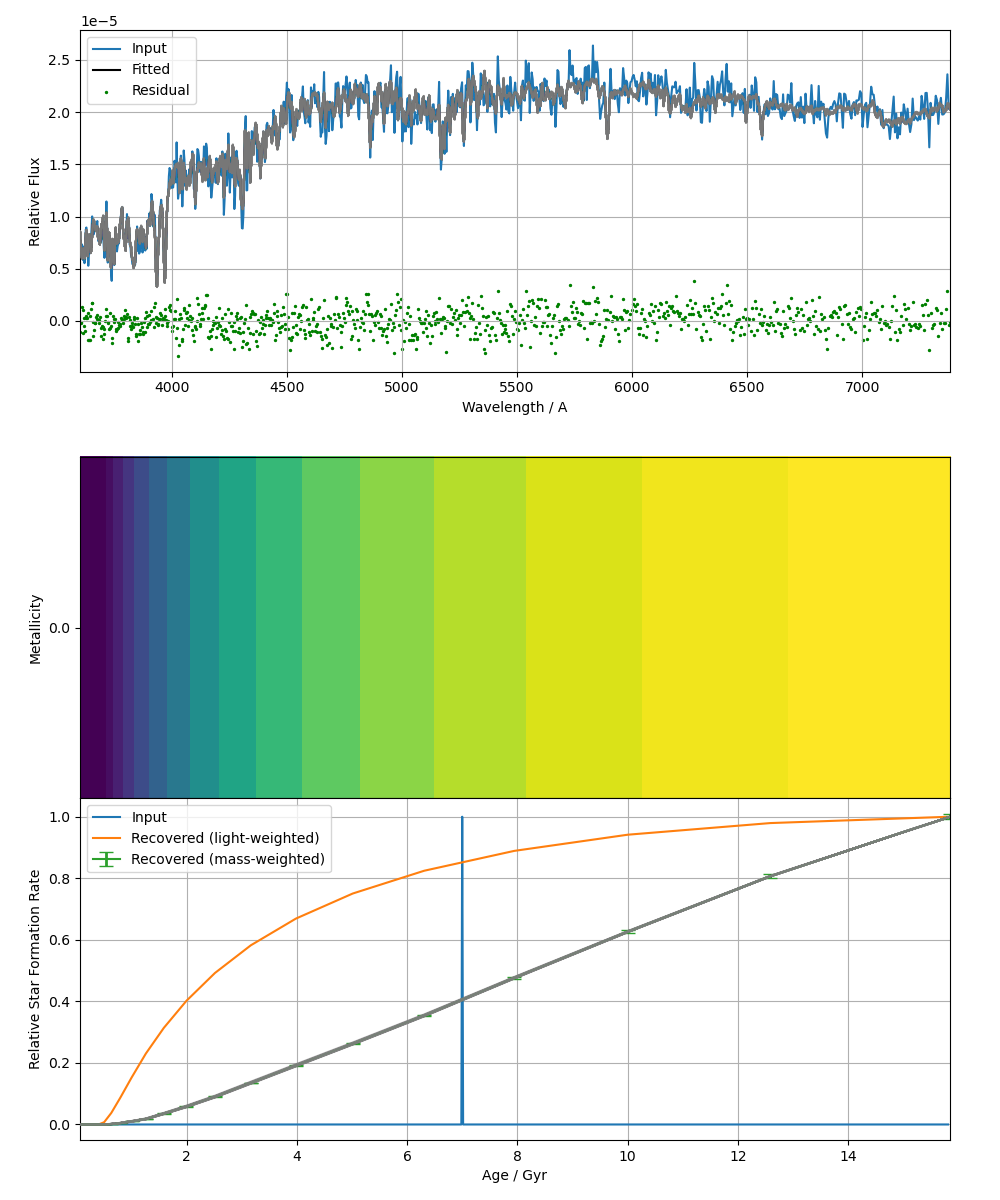 1e−5
Input
Fitted
Residual
2.5
2.0
1.5
1.0
0.5
0.0
Relative Flux
4000 4500 5000 5500 6000 6500 7000
Wavelength / A
Metallicity
0.0
Input
Recovered (light-weighted)
Recovered (mass-weighted)
1.0
0.8
0.6
0.4
0.2
0.0
Relative Star Formation Rate
2 4 6 8 10 12 14
Age / Gyr